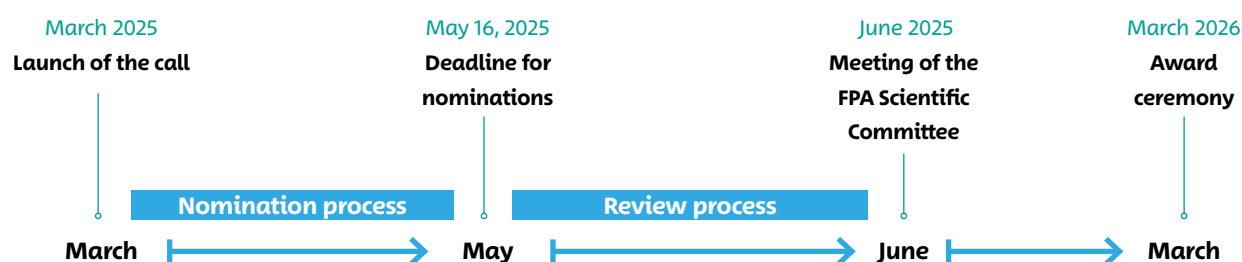 March 2025
Launch of the call
May 16, 2025
Deadline for
nominations
June 2025
Meeting of the
FPA Scientific
Committee
March 2026
Award
ceremony
Nomination process
Review process
March
May
June
March